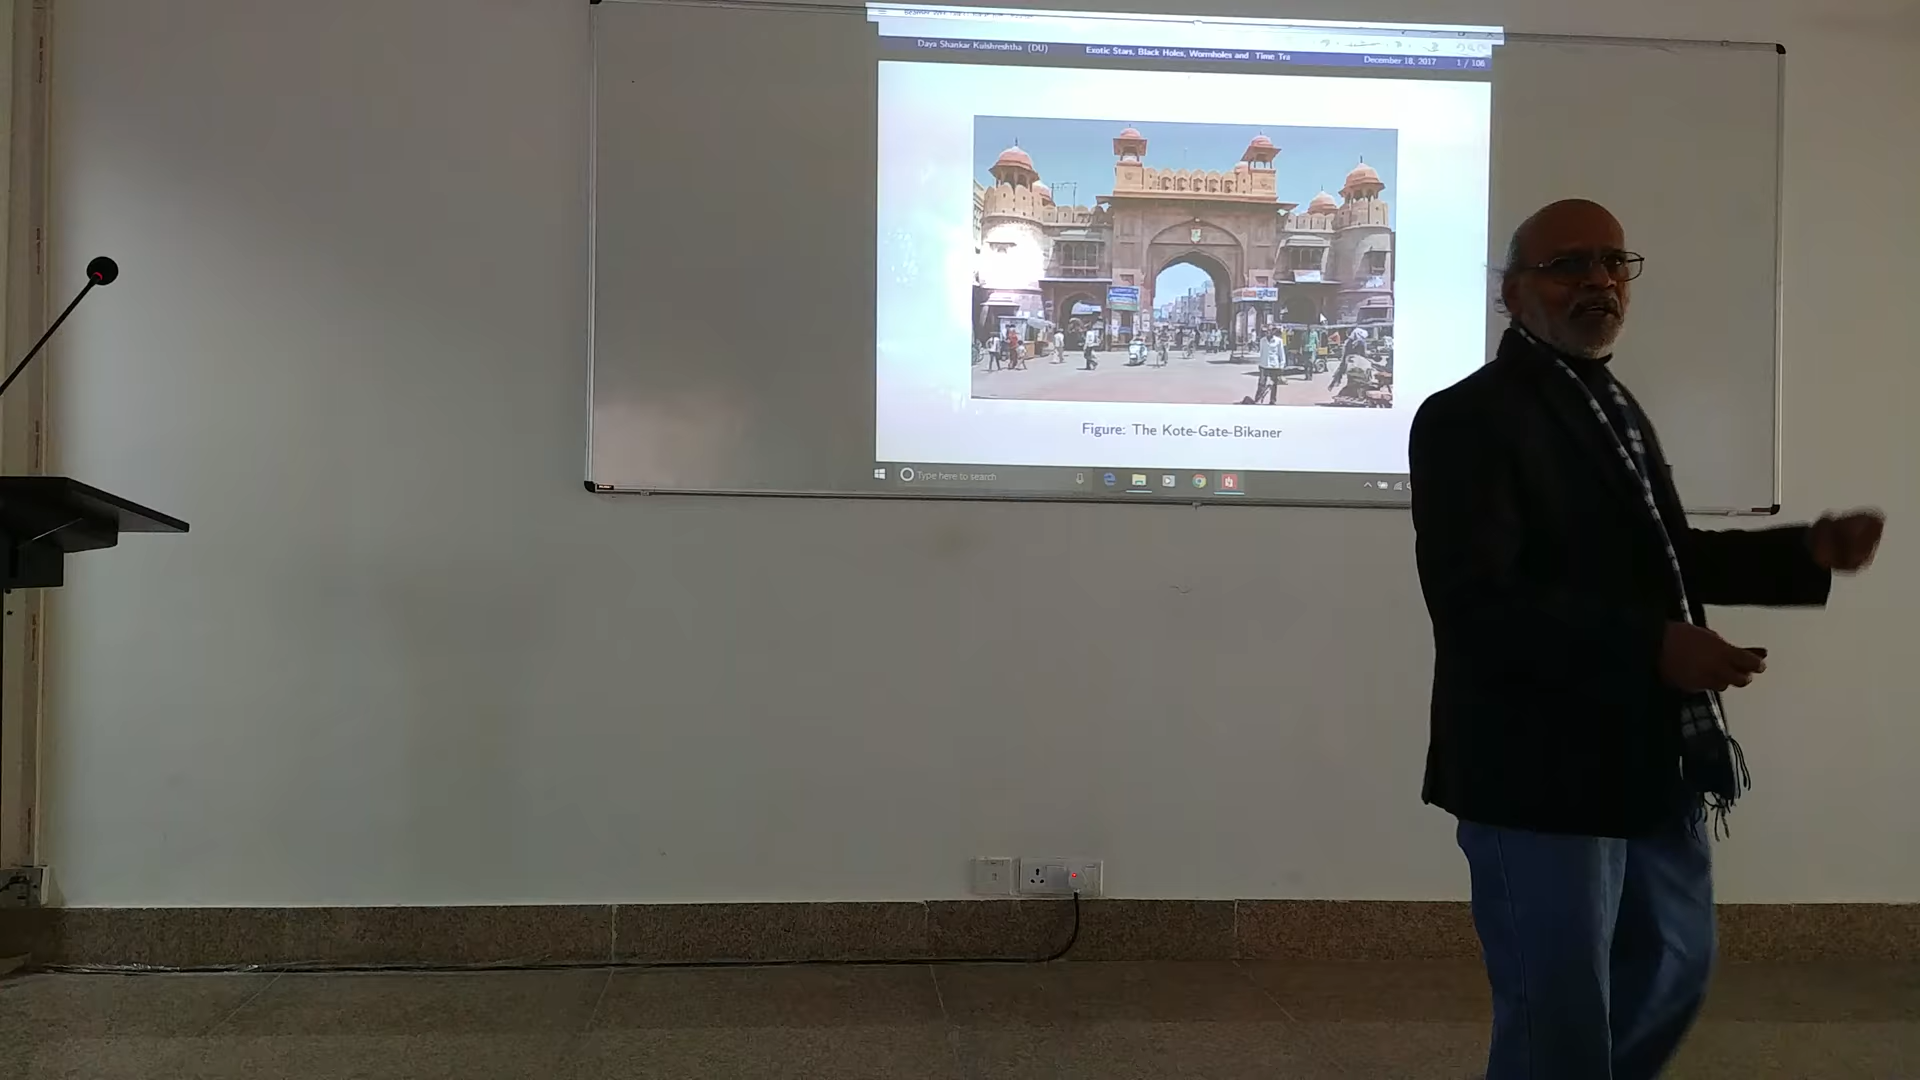 Daya Shankar Kulshreshtha (DU) Exotic Stars, Black Holes, Wormholes and Time Tra December 18, 2017 1 / 106
Figure: The Kote-Gate-Bikaner
Type here to search